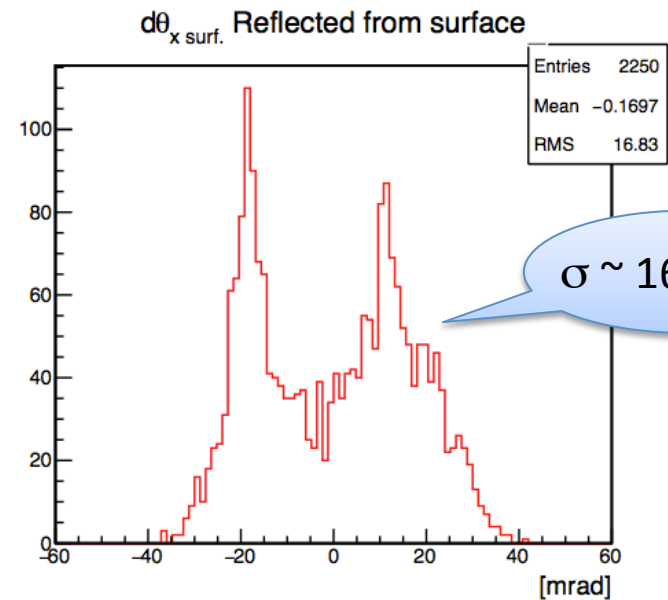 dθx surf. Reflected from surface
Entries 2250
Mean −0.1697
RMS 16.83
σ ~ 16
100
80
60
40
20
0
−60 −40 −20 0 20 40 60
[mrad]